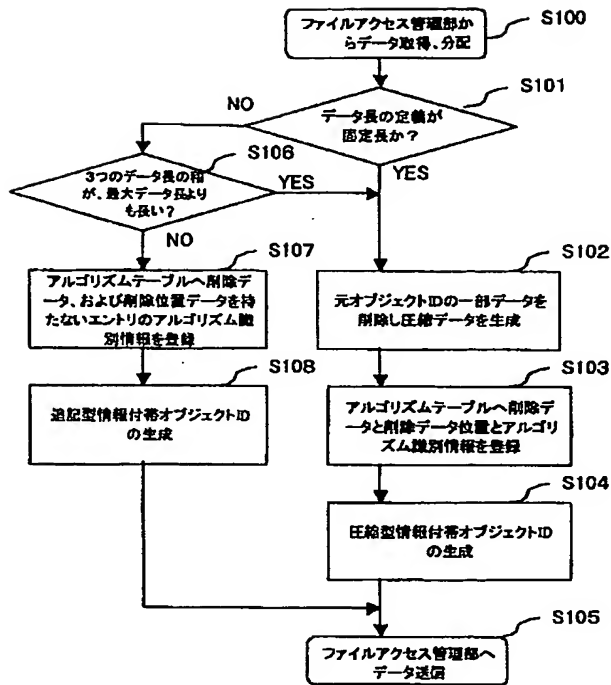 ファイルアクセス管理部か
らデータ取得、分配
S100
S101
データ長の定義が
固定長か?
NO
YES
S106
3つのデータ長の和
が、最大データ長より
も長い?
YES
NO
S107
アルゴリズムテーブルへ削除デ
ータ、および削除位置データを持
たないエントリのアルゴリズム識
別情報を登録
S102
元オブジェクトIDの一部データを
削除し圧縮データを生成
S108
追記型情報付帯オブジェクトID
の生成
S103
アルゴリズムテーブルへ削除デ
ータと削除データ位置とアルゴリ
ズム識別情報を登録
S104
圧縮型情報付帯オブジェクトID
の生成
S105
ファイルアクセス管理部へ
データ送信